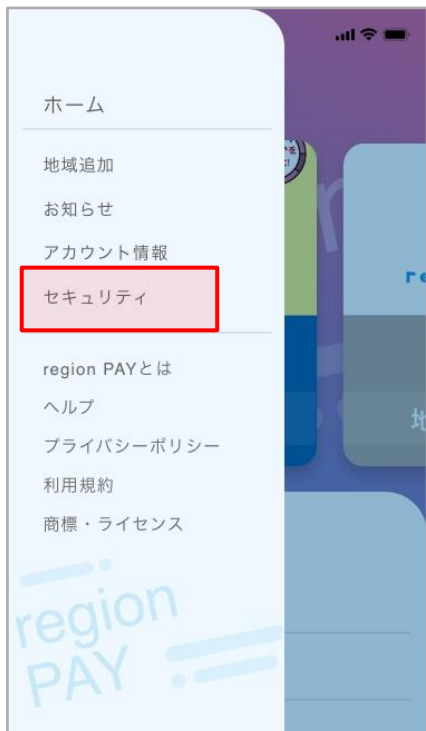 ホーム
地域追加
お知らせ
アカウント情報
セキュリティ
region PAYとは
ヘルプ
プライバシーポリシー
利用規約
商標・ライセンス
region
PAY